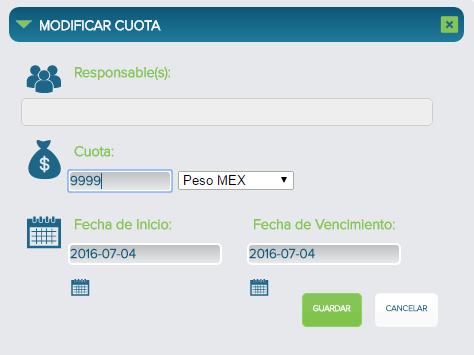 MODIFICAR CUOTA
Responsable(s):
Cuota:
9999 Peso MEX
Fecha de Inicio: Fecha de Vencimiento:
2016-07-04 2016-07-04
GUARDAR CANCELAR